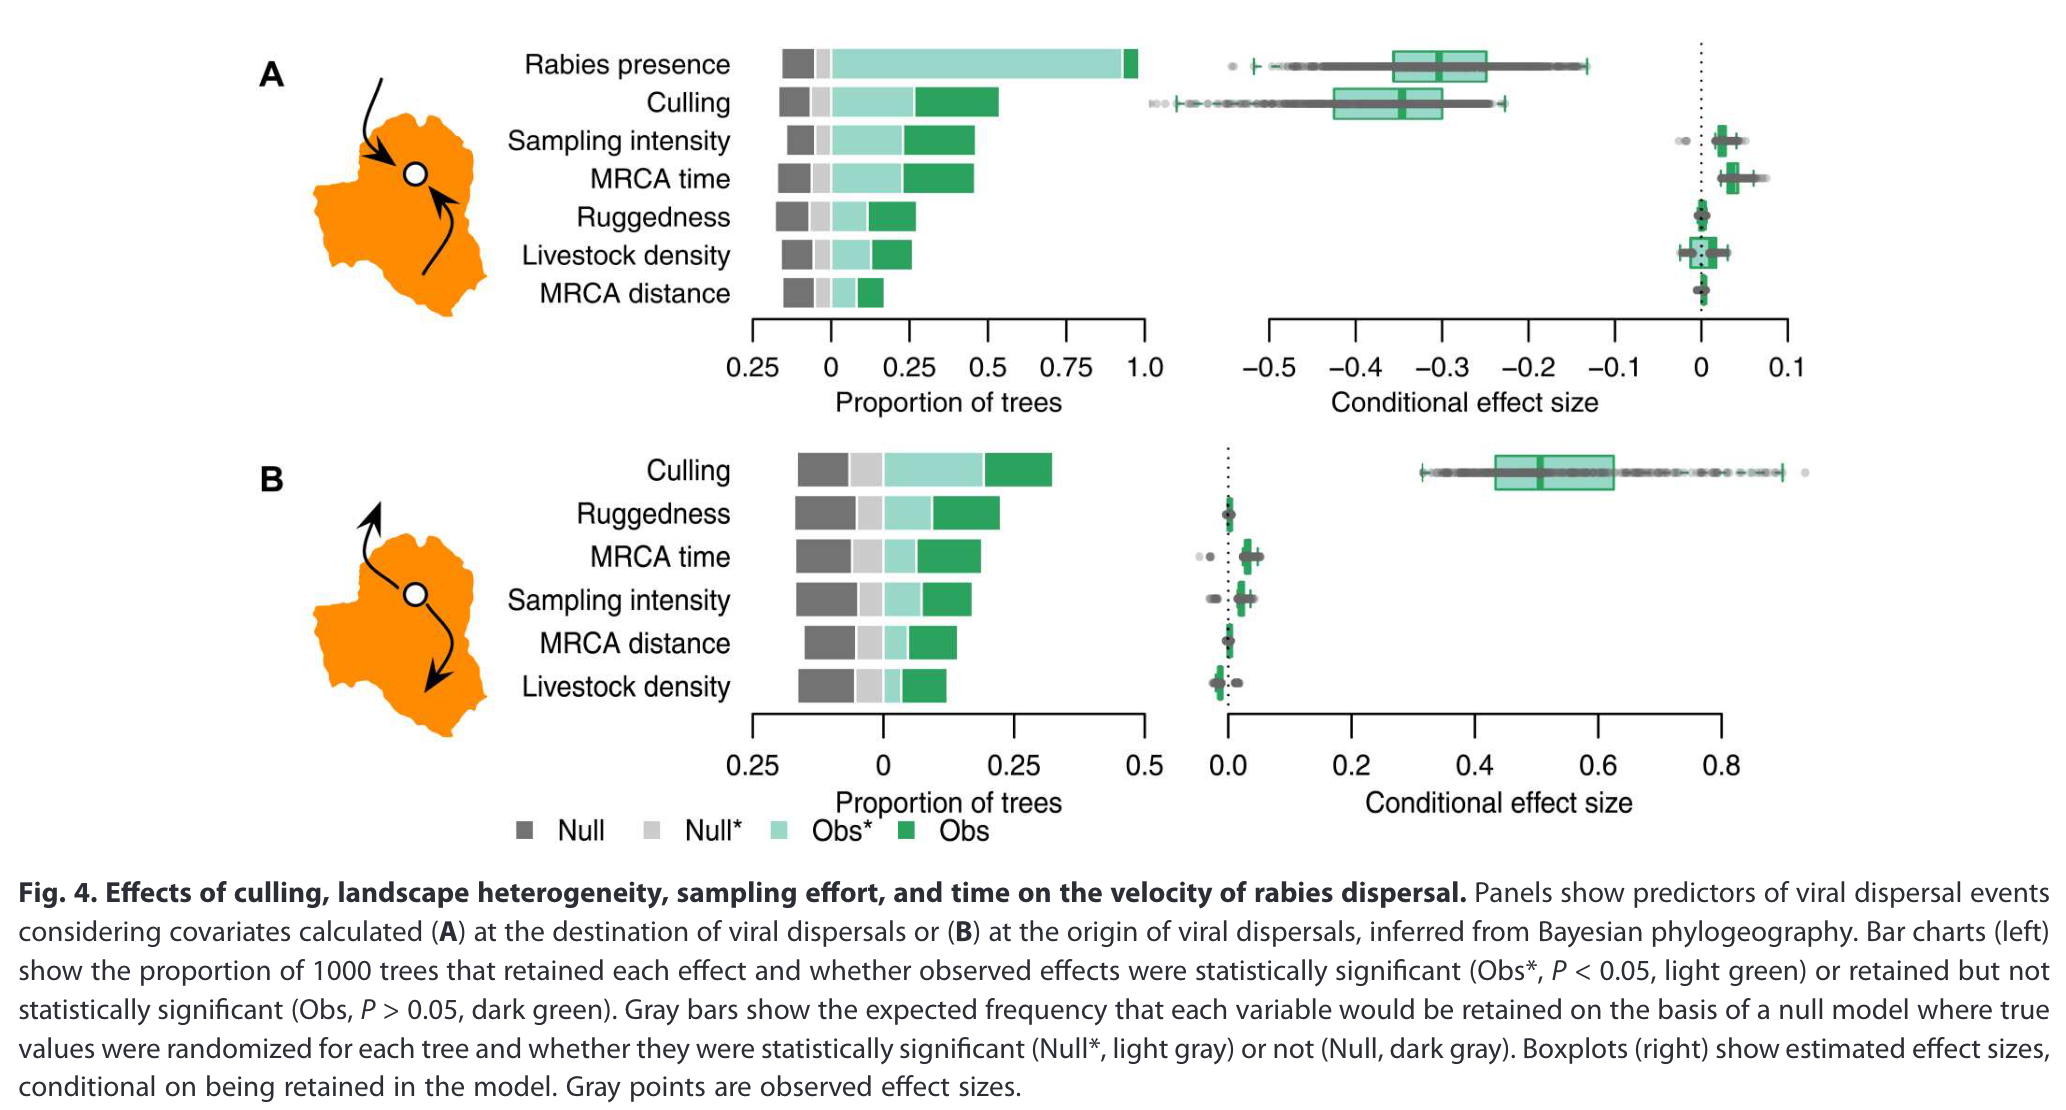 A
Rabies presence
Culling
Sampling intensity
MRCA time
Ruggedness
Livestock density
MRCA distance
0.25 0 0.25 0.5 0.75 1.0
Proportion of trees
−0.5 −0.4 −0.3 −0.2 −0.1 0 0.1
Conditional effect size
B
Culling
Ruggedness
MRCA time
Sampling intensity
MRCA distance
Livestock density
0.25 0 0.25 0.5
Proportion of trees
0.0 0.2 0.4 0.6 0.8
Conditional effect size
Null Null* Obs* Obs
Fig. 4. Effects of culling, landscape heterogeneity, sampling effort, and time on the velocity of rabies dispersal. Panels show predictors of viral dispersal events
considering covariates calculated (A) at the destination of viral dispersals or (B) at the origin of viral dispersals, inferred from Bayesian phylogeography. Bar charts (left)
show the proportion of 1000 trees that retained each effect and whether observed effects were statistically significant (Obs*, P < 0.05, light green) or retained but not
statistically significant (Obs, P > 0.05, dark green). Gray bars show the expected frequency that each variable would be retained on the basis of a null model where true
values were randomized for each tree and whether they were statistically significant (Null*, light gray) or not (Null, dark gray). Boxplots (right) show estimated effect sizes,
conditional on being retained in the model. Gray points are observed effect sizes.